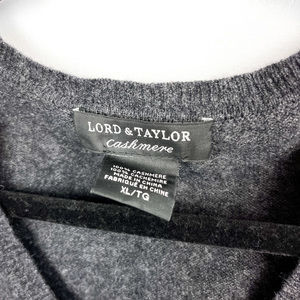 LORD & TAYLOR
cashmere
100% CASHMERE
100% CACHEMIRE
MADE IN CHINA
FABRIQUÉ EN CHINE
XL/TG